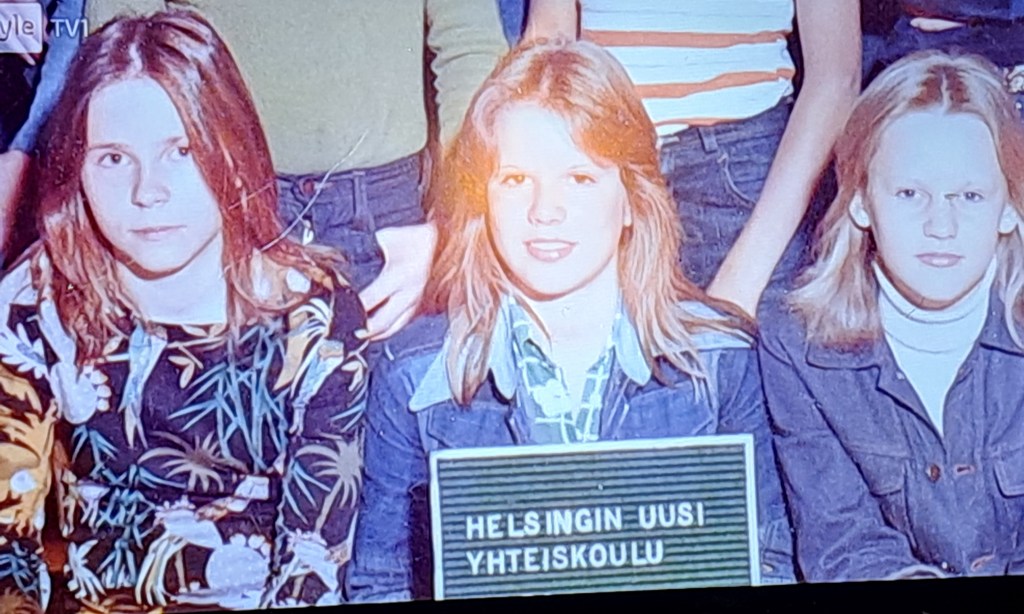 yle TV1
HELSINGIN UUSI
YHTEISKOULU